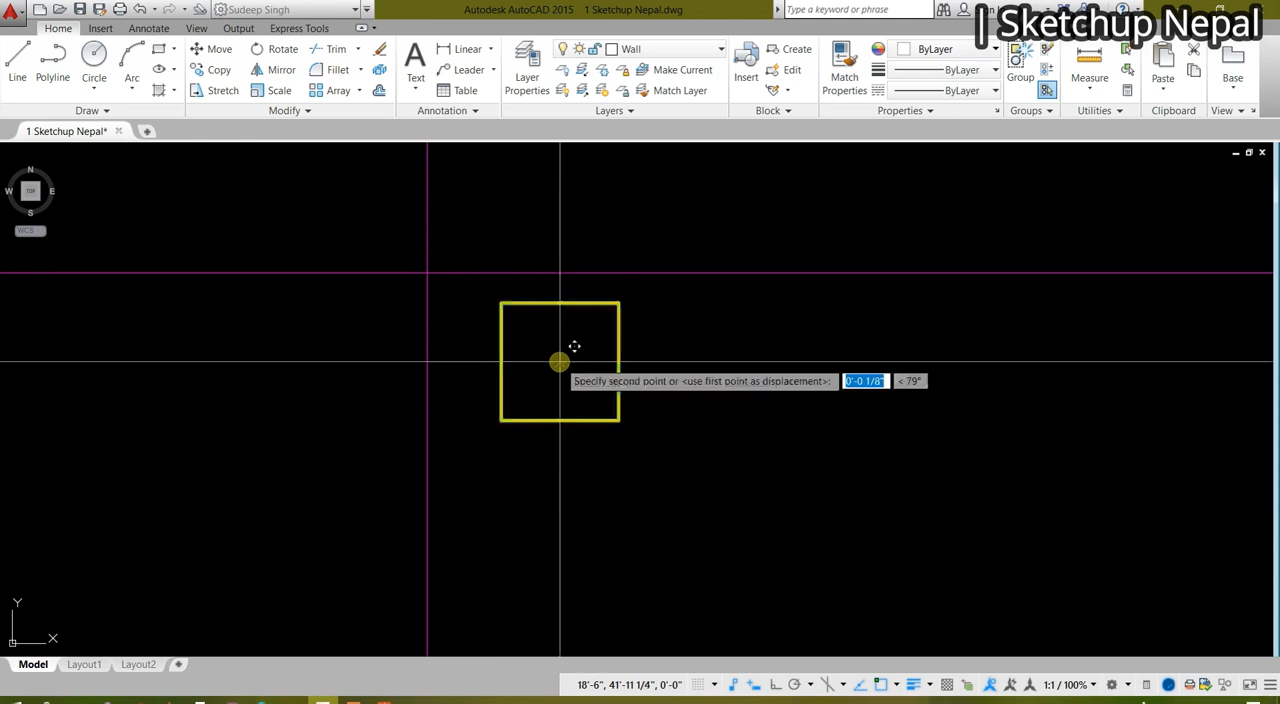 Sudeep Singh
Autodesk AutoCAD 2015 1 Sketchup Nepal.dwg
Type a keyword or phrase
| Sketchup Nepal
Home Insert Annotate View Output Express Tools
Line Polyline Circle Arc
Move Rotate Trim
Copy Mirror Fillet
Stretch Scale Array
Text
Linear
Leader
Table
Layer Properties
Wall
Make Current
Match Layer
Insert
Create
Edit
Match Properties
ByLayer
ByLayer
ByLayer
Group
Measure
Paste
Base
Draw Modify Annotation Layers Block Properties Groups Utilities Clipboard View
1 Sketchup Nepal*
N
W TOP E
S
WCS
Specify second point or <use first point as displacement>: 0'-0 1/8" < 79°
Y
X
Model Layout1 Layout2
18'-6", 41'-11 1/4", 0'-0" 1:1 / 100%